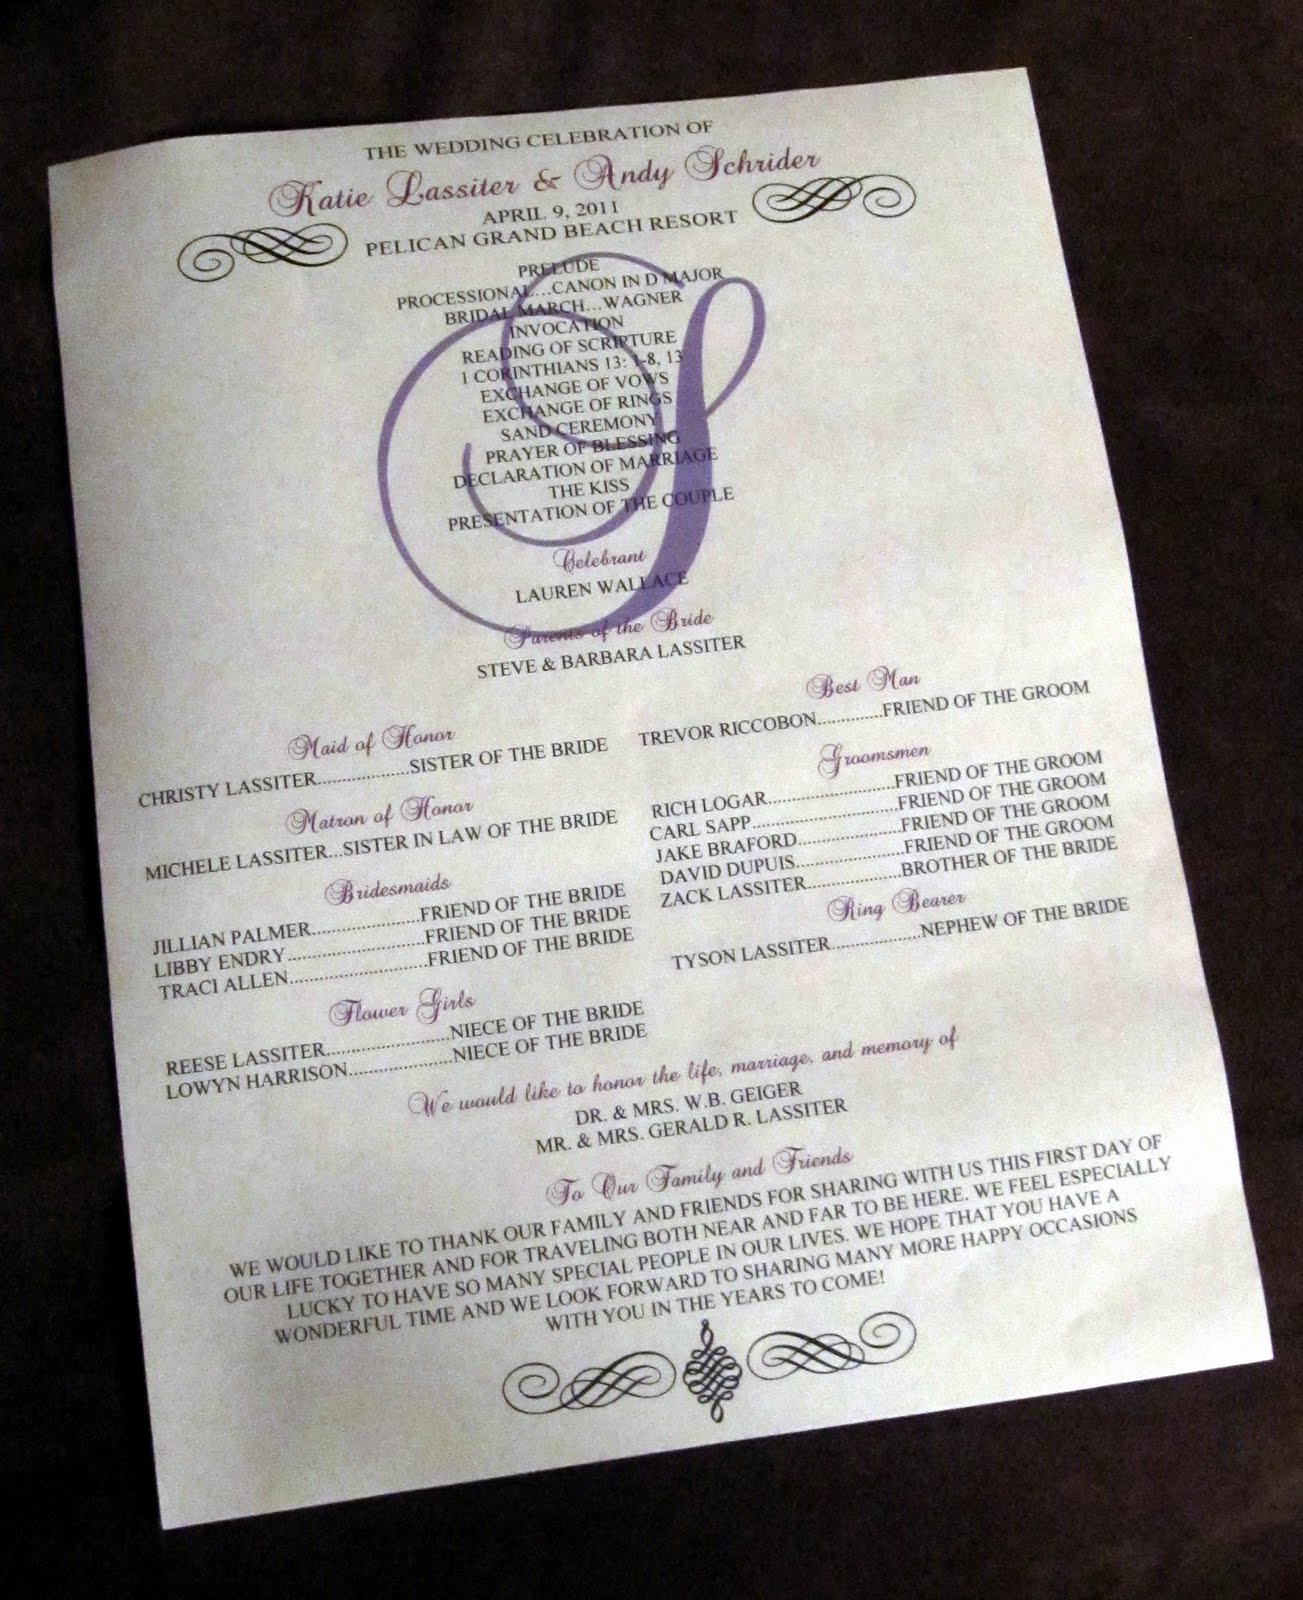 THE WEDDING CELEBRATION OF
Katie Lassiter & Andy Schrider
APRIL 9, 2011
PELICAN GRAND BEACH RESORT
PRELUDE
PROCESSIONAL...CANON IN D MAJOR
BRIDAL MARCH...WAGNER
INVOCATION
READING OF SCRIPTURE
1 CORINTHIANS 13: 1-8, 13
EXCHANGE OF VOWS
EXCHANGE OF RINGS
SAND CEREMONY
PRAYER OF BLESSING
DECLARATION OF MARRIAGE
THE KISS
PRESENTATION OF THE COUPLE
S
Celebrant
LAUREN WALLACE
Parents of the Bride
STEVE & BARBARA LASSITER
Maid of Honor
CHRISTY LASSITER...................SISTER OF THE BRIDE
Matron of Honor
MICHELE LASSITER...SISTER IN LAW OF THE BRIDE
Bridesmaids
JILLIAN PALMER......................FRIEND OF THE BRIDE
LIBBY ENDRY............................FRIEND OF THE BRIDE
TRACI ALLEN............................FRIEND OF THE BRIDE
Flower Girls
REESE LASSITER.........................NIECE OF THE BRIDE
LOWYN HARRISON.....................NIECE OF THE BRIDE
Best Man
TREVOR RICCOBON.............FRIEND OF THE GROOM
Groomsmen
RICH LOGAR..........................FRIEND OF THE GROOM
CARL SAPP..............................FRIEND OF THE GROOM
JAKE BRAFORD.....................FRIEND OF THE GROOM
DAVID DUPUIS......................FRIEND OF THE GROOM
ZACK LASSITER...................BROTHER OF THE BRIDE
Ring Bearer
TYSON LASSITER..................NEPHEW OF THE BRIDE
We would like to honor the life, marriage, and memory of
DR. & MRS. W.B. GEIGER
MR. & MRS. GERALD R. LASSITER
To Our Family and Friends
WE WOULD LIKE TO THANK OUR FAMILY AND FRIENDS FOR SHARING WITH US THIS FIRST DAY OF
OUR LIFE TOGETHER AND FOR TRAVELING BOTH NEAR AND FAR TO BE HERE. WE FEEL ESPECIALLY
LUCKY TO HAVE SO MANY SPECIAL PEOPLE IN OUR LIVES. WE HOPE THAT YOU HAVE A
WONDERFUL TIME AND WE LOOK FORWARD TO SHARING MANY MORE HAPPY OCCASIONS
WITH YOU IN THE YEARS TO COME!